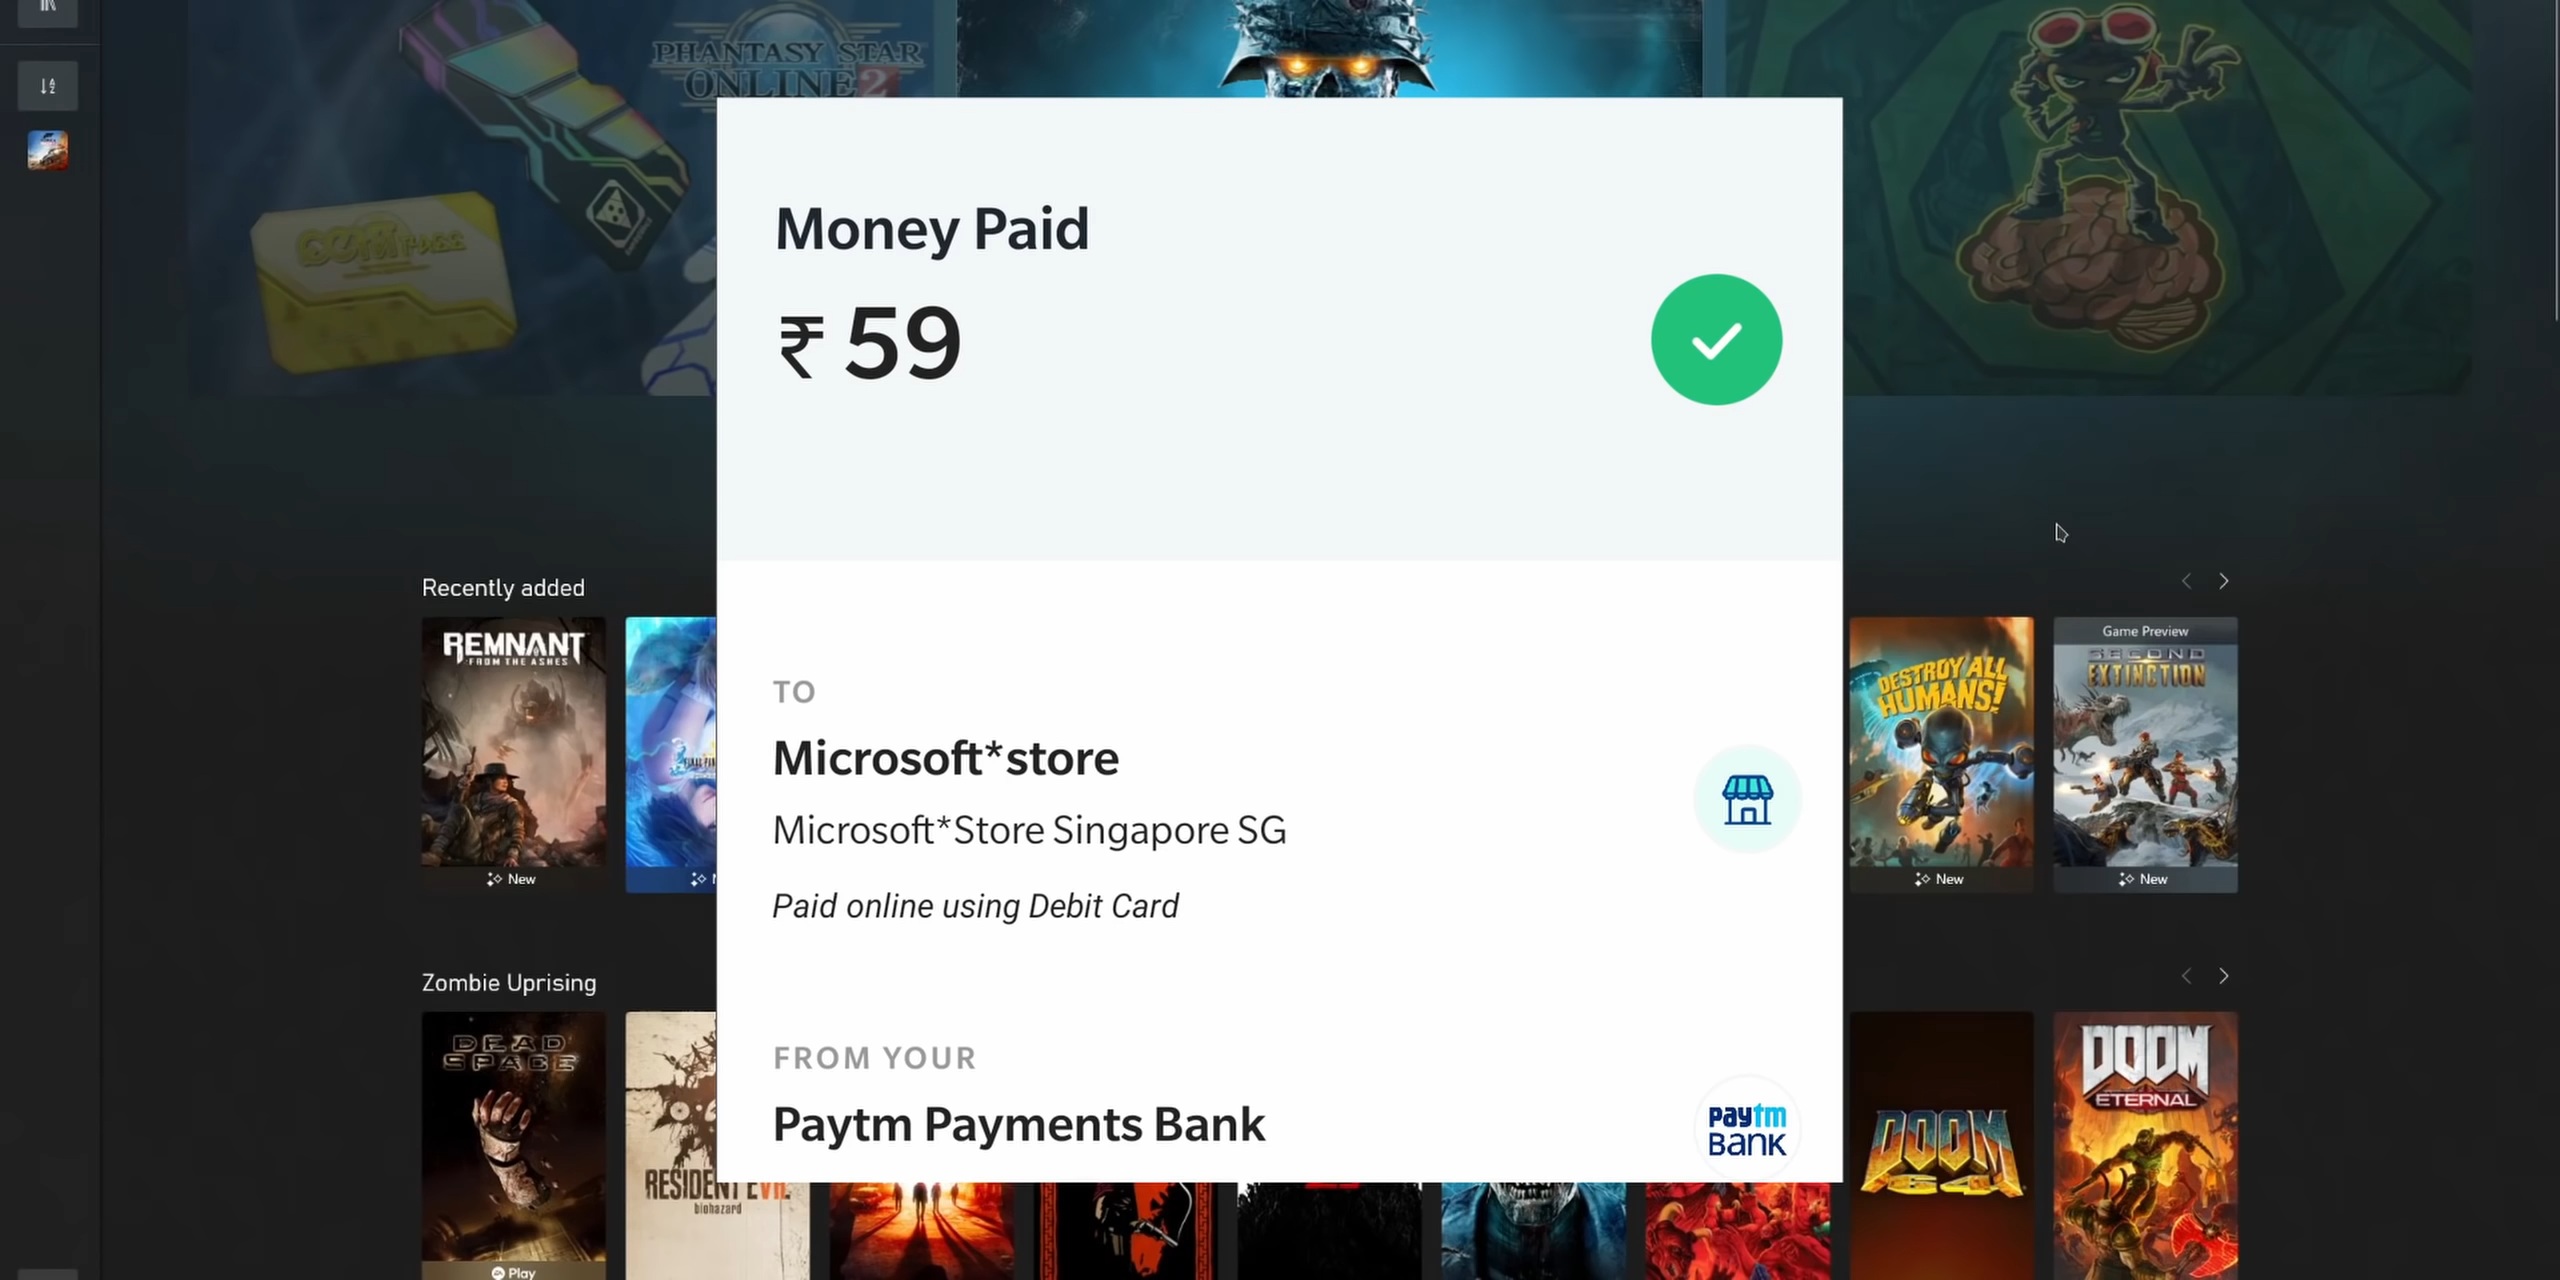 PHANTASY STAR
ONLINE 2
Money Paid
₹ 59
Recently added
REMNANT
FROM THE ASHES
New
TO
Microsoft*store
Microsoft*Store Singapore SG
Paid online using Debit Card
DESTROY ALL
HUMANS!
New
Game Preview
SECOND
EXTINCTION
New
Zombie Uprising
DEAD
SPACE
Play
RESIDENT EVIL
biohazard
FROM YOUR
Paytm Payments Bank
paytm
BANK
DOOM
64
DOOM
ETERNAL